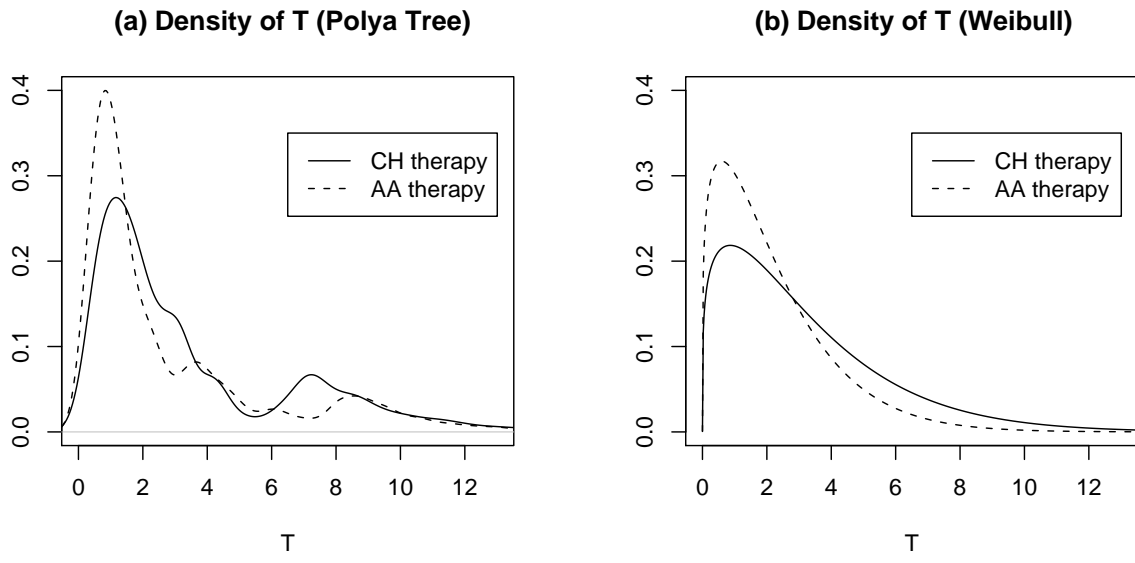 (a) Density of T (Polya Tree)
0.0 0.1 0.2 0.3 0.4
CH therapy
AA therapy
0 2 4 6 8 10 12
T
(b) Density of T (Weibull)
0.0 0.1 0.2 0.3 0.4
CH therapy
AA therapy
0 2 4 6 8 10 12
T